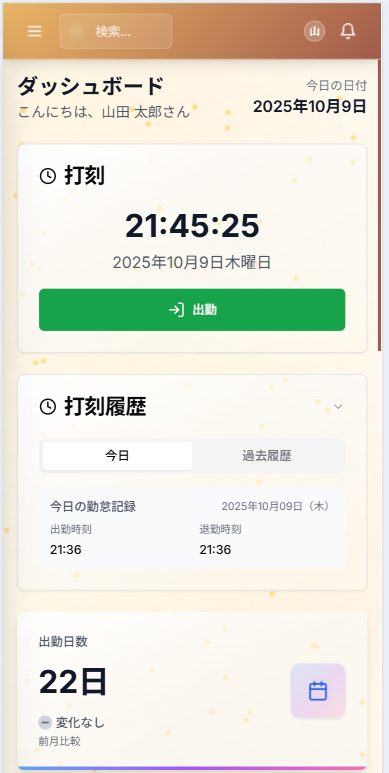 検索...
山
ダッシュボード
今日の日付
こんにちは、山田 太郎さん
2025年10月9日
打刻
21:45:25
2025年10月9日木曜日
出勤
打刻履歴
今日
過去履歴
今日の勤怠記録
2025年10月09日（木）
出勤時刻
退勤時刻
21:36
21:36
出勤日数
22日
変化なし
前月比較